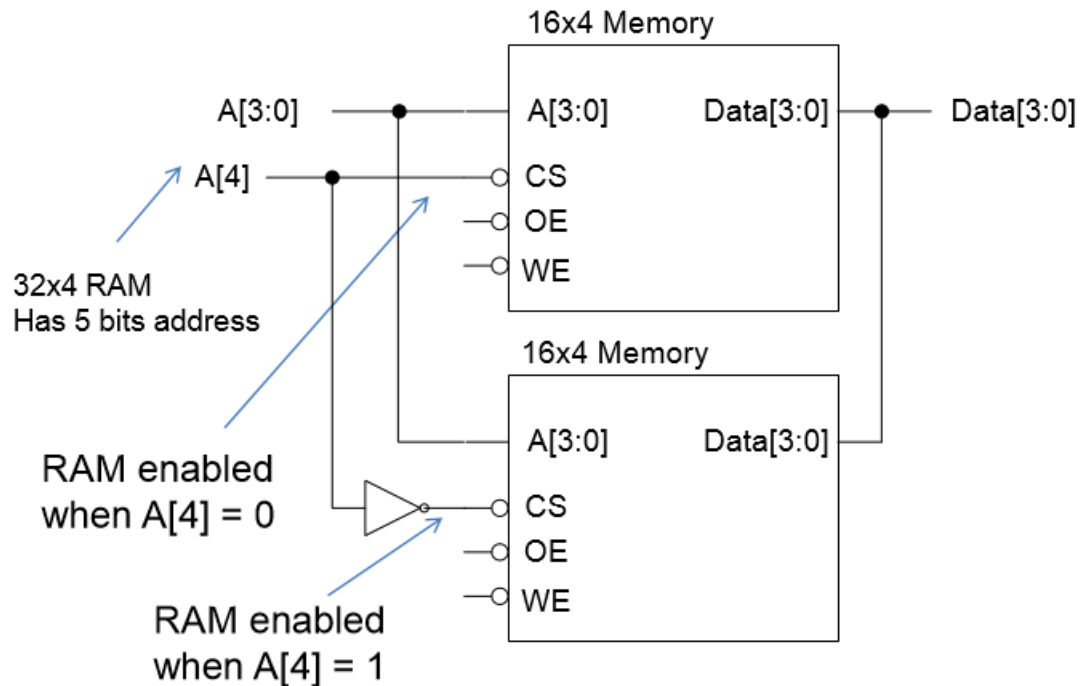 16x4 Memory
A[3:0]
A[3:0]
Data[3:0]
Data[3:0]
A[4]
CS
OE
WE
32x4 RAM
Has 5 bits address
16x4 Memory
A[3:0]
Data[3:0]
RAM enabled
when A[4] = 0
CS
OE
WE
RAM enabled
when A[4] = 1